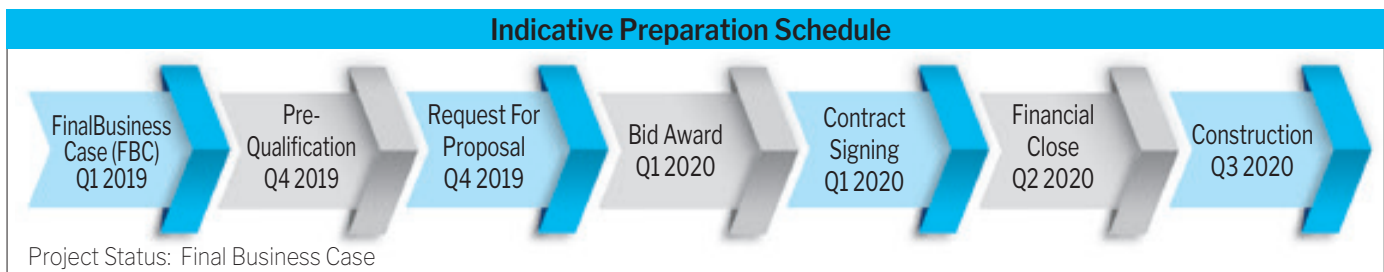 Indicative Preparation Schedule
FinalBusiness
Case (FBC)
Q1 2019
Pre-
Qualification
Q4 2019
Request For
Proposal
Q4 2019
Bid Award
Q1 2020
Contract
Signing
Q1 2020
Financial
Close
Q2 2020
Construction
Q3 2020
Project Status: Final Business Case